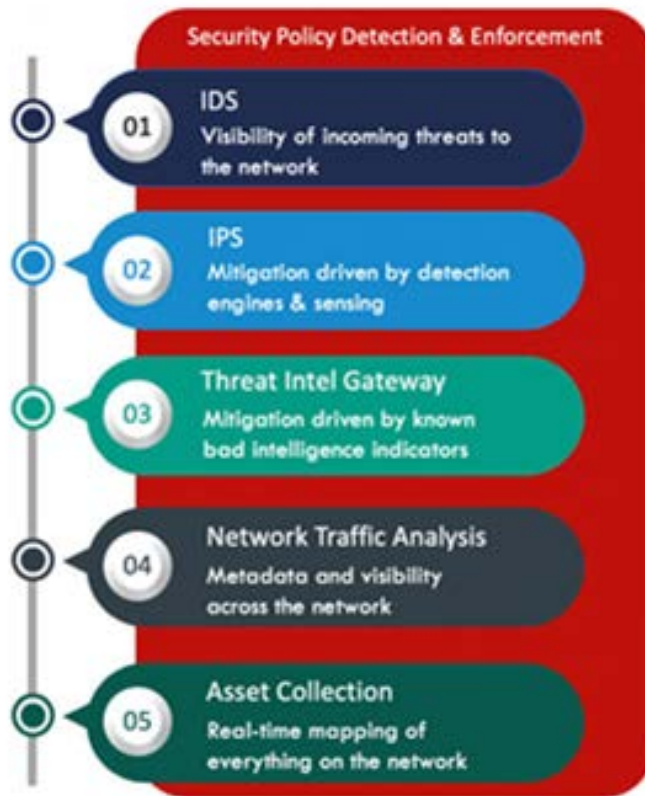 Security Policy Detection & Enforcement
01
IDS
Visibility of incoming threats to
the network
02
IPS
Mitigation driven by detection
engines & sensing
03
Threat Intel Gateway
Mitigation driven by known
bad intelligence indicators
04
Network Traffic Analysis
Metadata and visibility
across the network
05
Asset Collection
Real-time mapping of
everything on the network